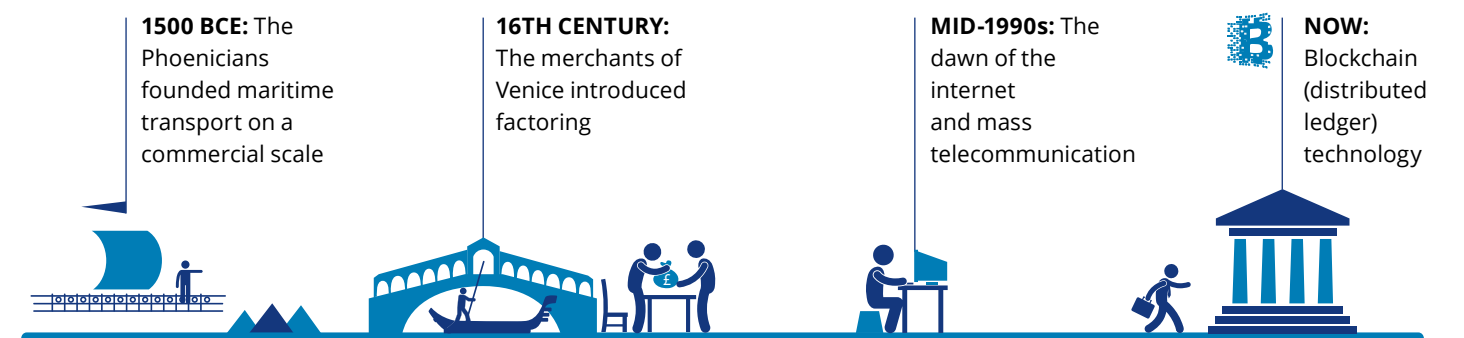 1500 BCE: The
Phoenicians
founded maritime
transport on a
commercial scale
16TH CENTURY:
The merchants of
Venice introduced
factoring
£
MID-1990s: The
dawn of the
internet
and mass
telecommunication
B
NOW:
Blockchain
(distributed
ledger)
technology